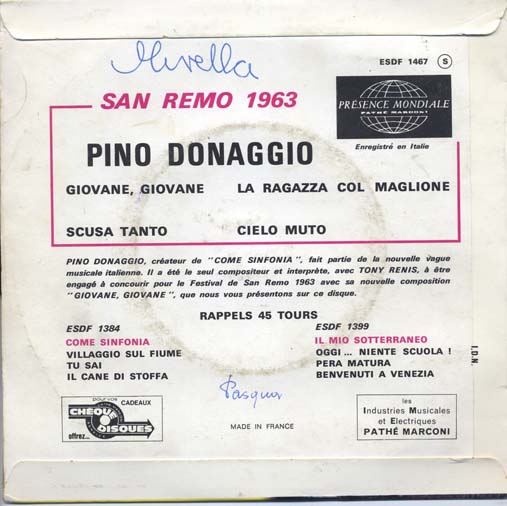 Mirella
ESDF 1467 S
SAN REMO 1963
PRÉSENCE MONDIALE
PATHÉ MARCONI
Enregistré en Italie
PINO DONAGGIO
GIOVANE, GIOVANE LA RAGAZZA COL MAGLIONE
SCUSA TANTO CIELO MUTO
PINO DONAGGIO, créateur de "COME SINFONIA", fait partie de la nouvelle vague
musicale italienne. Il a été le seul compositeur et interprète, avec TONY RENIS, à être
engagé à concourir pour le Festival de San Remo 1963 avec sa nouvelle composition
"GIOVANE, GIOVANE", que nous vous présentons sur ce disque.
RAPPELS 45 TOURS
ESDF 1384
COME SINFONIA
VILLAGGIO SUL FIUME
TU SAI
IL CANE DI STOFFA
ESDF 1399
IL MIO SOTTERRANEO
OGGI... NIENTE SCUOLA !
PERA MATURA
BENVENUTI A VENEZIA
I.D.N.
Pasqua
pour vos CADEAUX
CHÈQU'
DISQUES
offrez...
MADE IN FRANCE
les
Industries Musicales
et Electriques
PATHÉ MARCONI